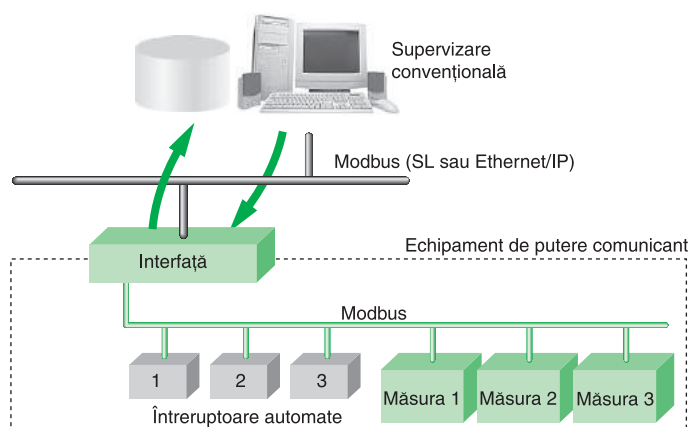 Supervizare
convențională
Modbus (SL sau Ethernet/IP)
Echipament de putere comunicant
Interfață
Modbus
1
2
3
Măsura 1
Măsura 2
Măsura 3
Întreruptoare automate